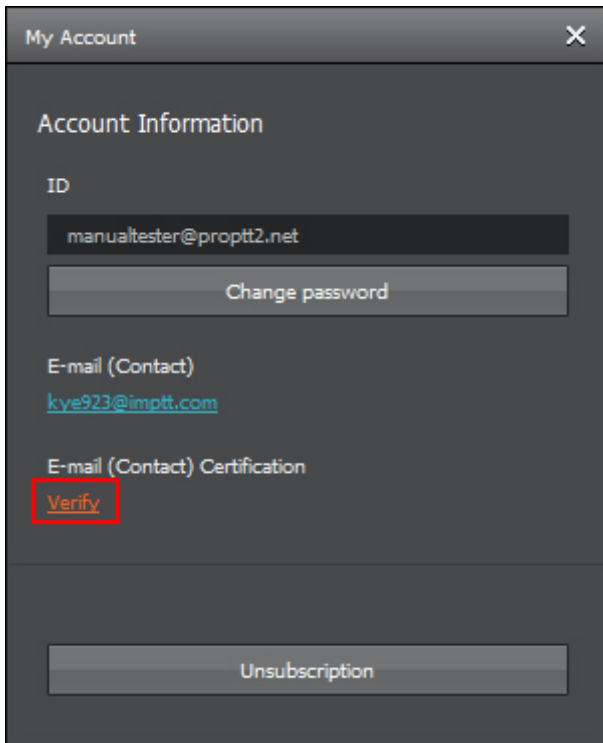 My Account
Account Information
ID
manualtester@proptt2.net
Change password
E-mail (Contact)
kye923@imptt.com
E-mail (Contact) Certification
Verify
Unsubscription